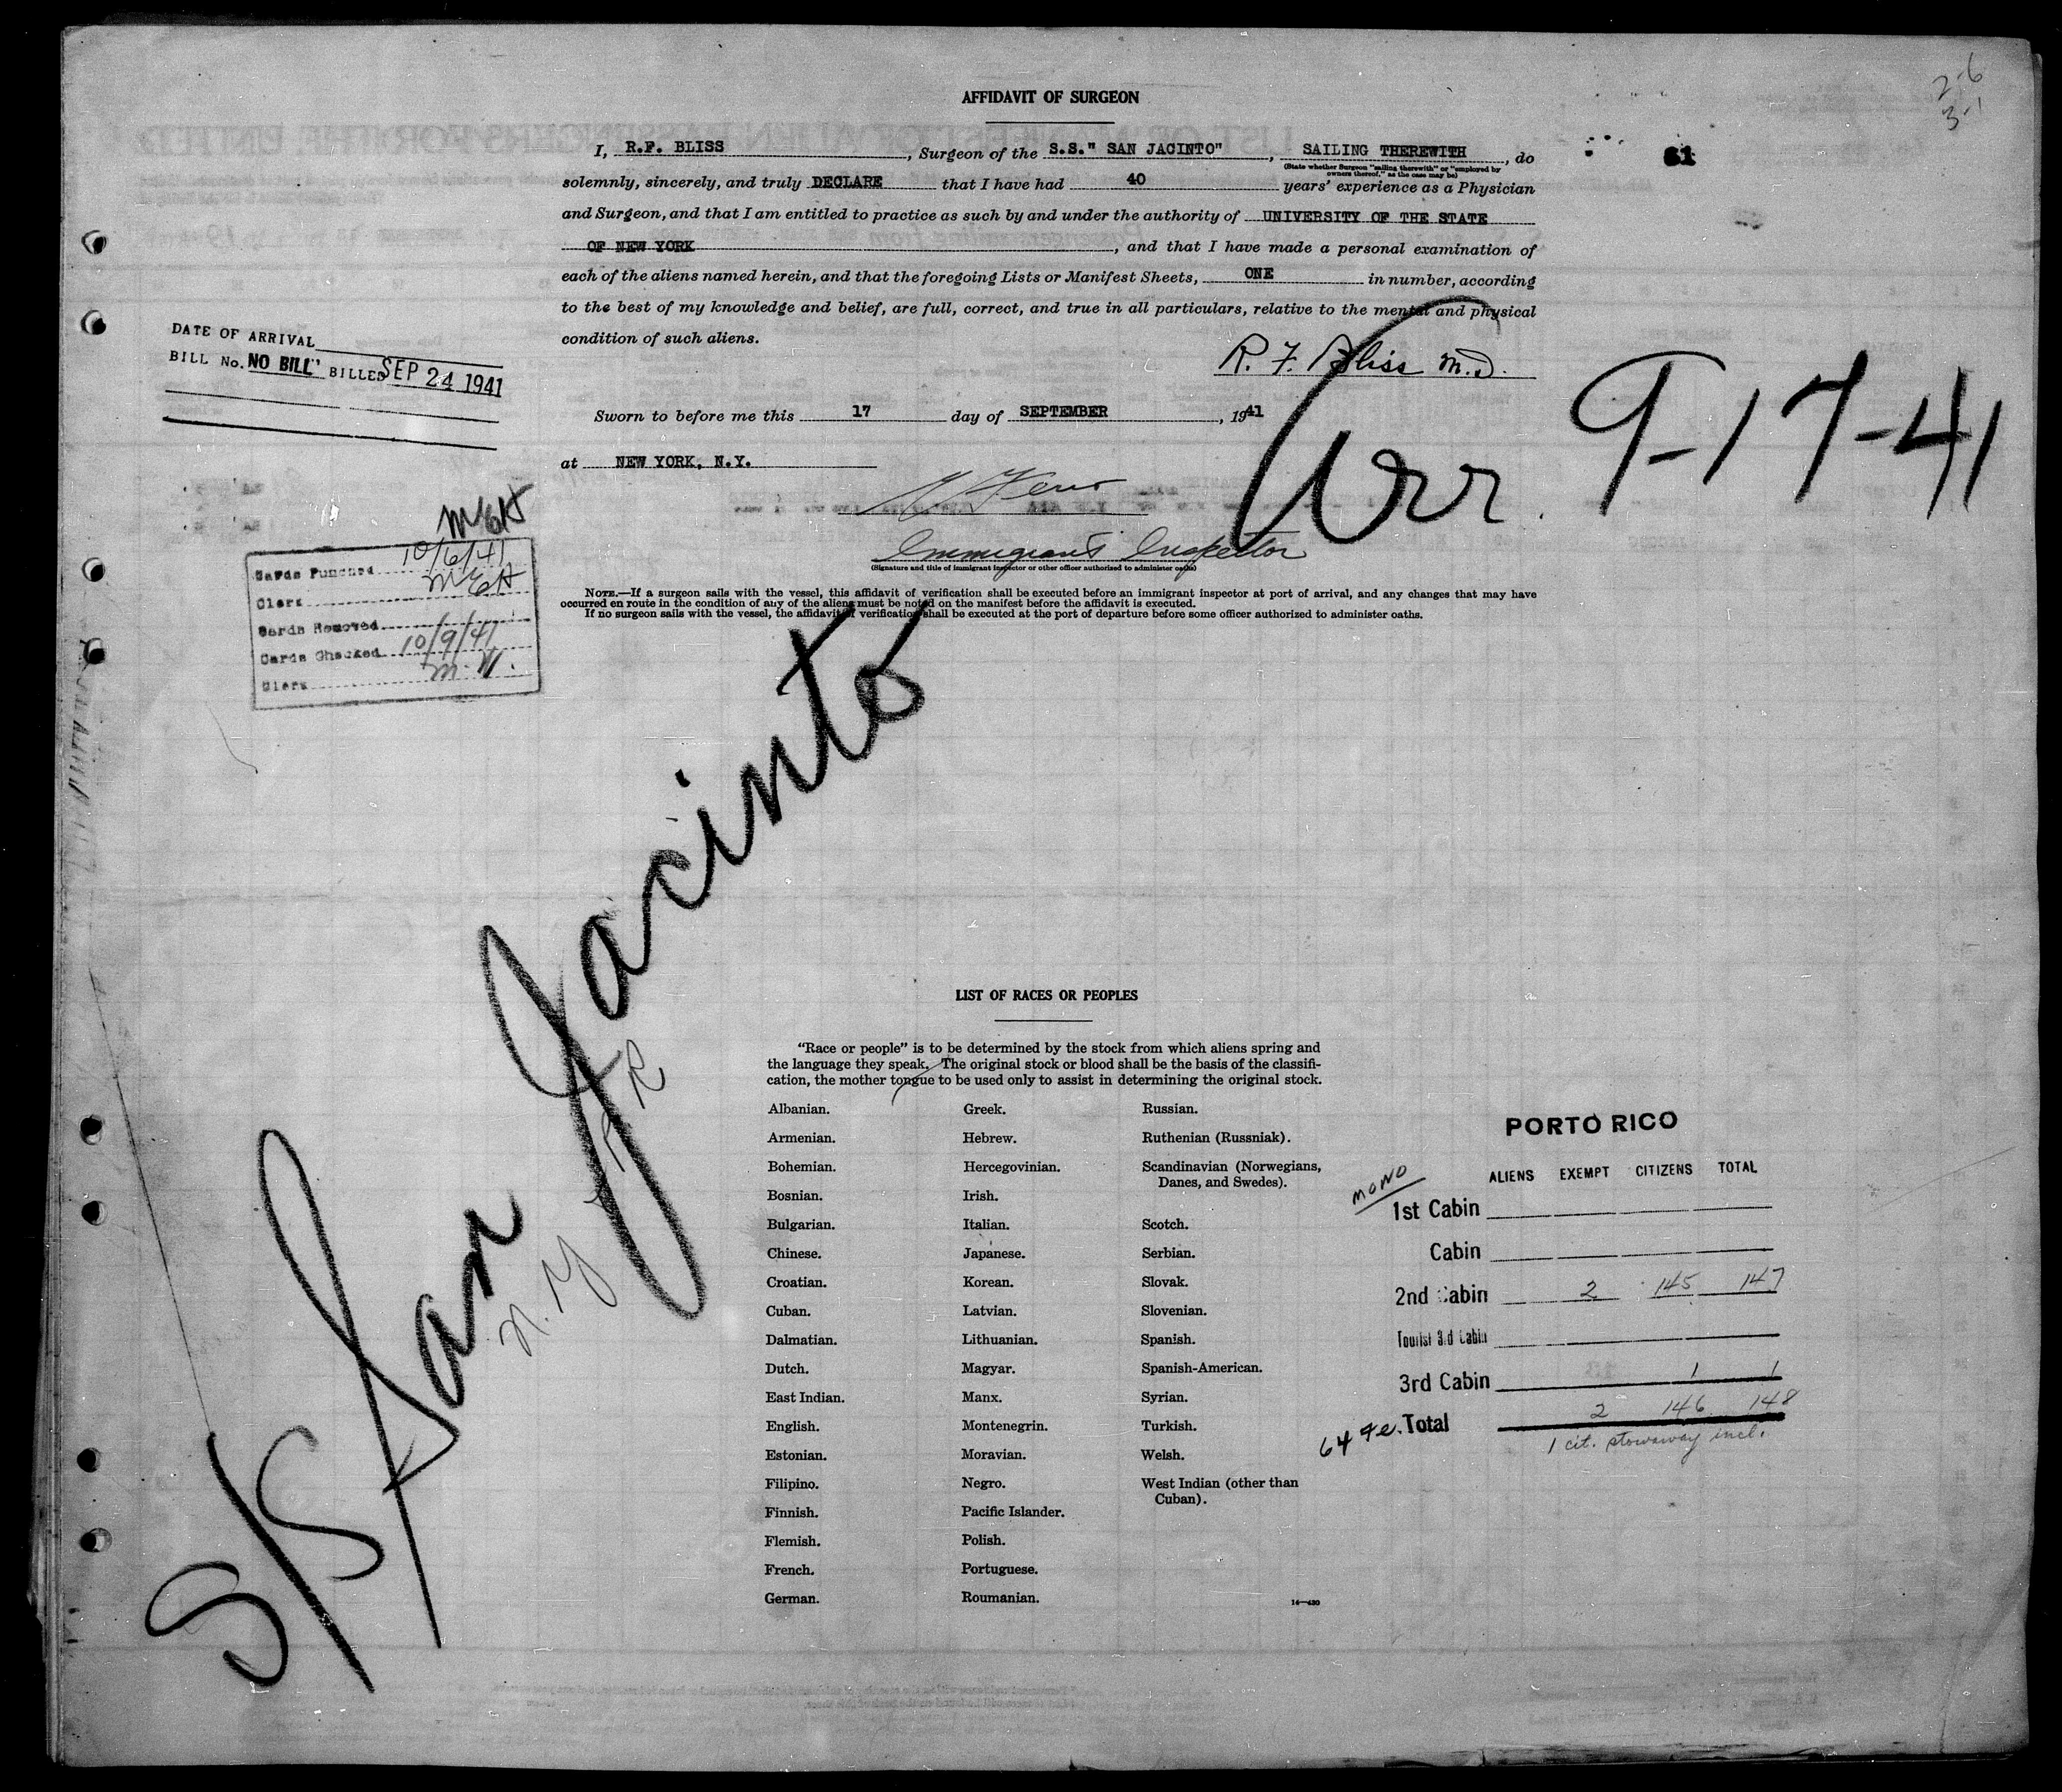 2-6
3-1
AFFIDAVIT OF SURGEON
I, R.F. BLISS, Surgeon of the S.S." SAN JACINTO", SAILING THEREWITH, do
(State whether Surgeon "sailing therewith" or "employed by owners thereof," as the case may be)
solemnly, sincerely, and truly DECLARE that I have had 40 years' experience as a Physician
and Surgeon, and that I am entitled to practice as such by and under the authority of UNIVERSITY OF THE STATE
OF NEW YORK, and that I have made a personal examination of
each of the aliens named herein, and that the foregoing Lists or Manifest Sheets, ONE in number, according
to the best of my knowledge and belief, are full, correct, and true in all particulars, relative to the mental and physical
condition of such aliens.
R. F. Bliss M.D.
Sworn to before me this 17 day of SEPTEMBER, 1941
at NEW YORK, N.Y.
Immigrant Inspector
(Signature and title of immigrant inspector or other officer authorized to administer oaths)
NOTE.—If a surgeon sails with the vessel, this affidavit of verification shall be executed before an immigrant inspector at port of arrival, and any changes that may have
occurred en route in the condition of any of the aliens must be noted on the manifest before the affidavit is executed.
If no surgeon sails with the vessel, the affidavit of verification shall be executed at the port of departure before some officer authorized to administer oaths.
Arr. 9-17-41
DATE OF ARRIVAL
BILL No. NO BILL" BILLED SEP 24 1941
McH
Cards Punched 10/6/41
Clerk McH
Cards Removed
Cards Checked 10/9/41
Clerk M.W.
S/S San Jacinto
LIST OF RACES OR PEOPLES
"Race or people" is to be determined by the stock from which aliens spring and
the language they speak. The original stock or blood shall be the basis of the classifi-
cation, the mother tongue to be used only to assist in determining the original stock.
Albanian. Greek. Russian.
Armenian. Hebrew. Ruthenian (Russniak).
Bohemian. Hercegovinian. Scandinavian (Norwegians,
Danes, and Swedes).
Bosnian. Irish.
Bulgarian. Italian. Scotch.
Chinese. Japanese. Serbian.
Croatian. Korean. Slovak.
Cuban. Latvian. Slovenian.
Dalmatian. Lithuanian. Spanish.
Dutch. Magyar. Spanish-American.
East Indian. Manx. Syrian.
English. Montenegrin. Turkish.
Estonian. Moravian. Welsh.
Filipino. Negro. West Indian (other than
Cuban).
Finnish. Pacific Islander.
Flemish. Polish.
French. Portuguese.
German. Roumanian.
PORTO RICO
ALIENS EXEMPT CITIZENS TOTAL
MONO
1st Cabin
Cabin
2nd Cabin 2 145 147
Tourist 3rd Cabin
3rd Cabin 1 1
64 Fe. Total 2 146 148
1 cit. stowaway incl.